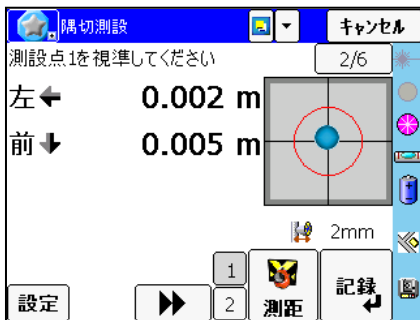 隅切測設 キャンセル
測設点1を視準してください 2/6
左 0.002 m
前 0.005 m
2mm
1
設定 2 測距 記録